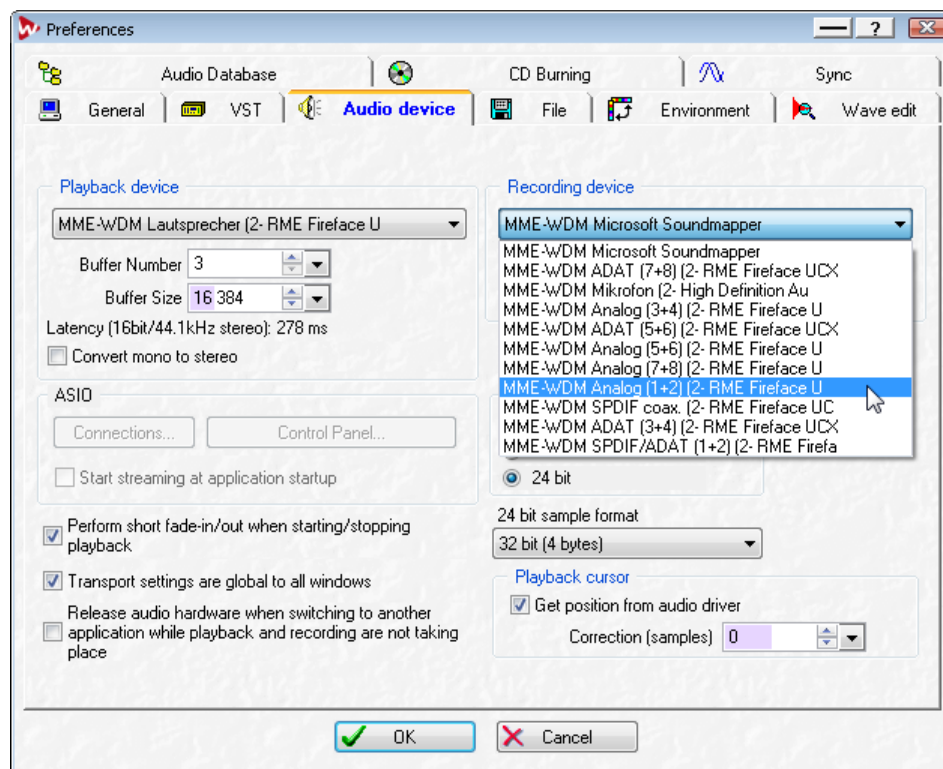 Preferences
?
Audio Database
CD Burning
Sync
General
VST
Audio device
File
Environment
Wave edit
Playback device
MME-WDM Lautsprecher (2- RME Fireface U
Buffer Number 3
Buffer Size 16 384
Latency (16bit/44.1kHz stereo): 278 ms
Convert mono to stereo
ASIO
Connections...
Control Panel...
Start streaming at application startup
Perform short fade-in/out when starting/stopping
playback
Transport settings are global to all windows
Release audio hardware when switching to another
application while playback and recording are not taking
place
Recording device
MME-WDM Microsoft Soundmapper
MME-WDM Microsoft Soundmapper
MME-WDM ADAT (7+8) (2- RME Fireface UCX
MME-WDM Mikrofon (2- High Definition Au
MME-WDM Analog (3+4) (2- RME Fireface U
MME-WDM ADAT (5+6) (2- RME Fireface UCX
MME-WDM Analog (5+6) (2- RME Fireface U
MME-WDM Analog (7+8) (2- RME Fireface U
MME-WDM Analog (1+2) (2- RME Fireface U
MME-WDM SPDIF coax. (2- RME Fireface UC
MME-WDM ADAT (3+4) (2- RME Fireface UCX
MME-WDM SPDIF/ADAT (1+2) (2- RME Firefa
24 bit
24 bit sample format
32 bit (4 bytes)
Playback cursor
Get position from audio driver
Correction (samples) 0
OK
Cancel